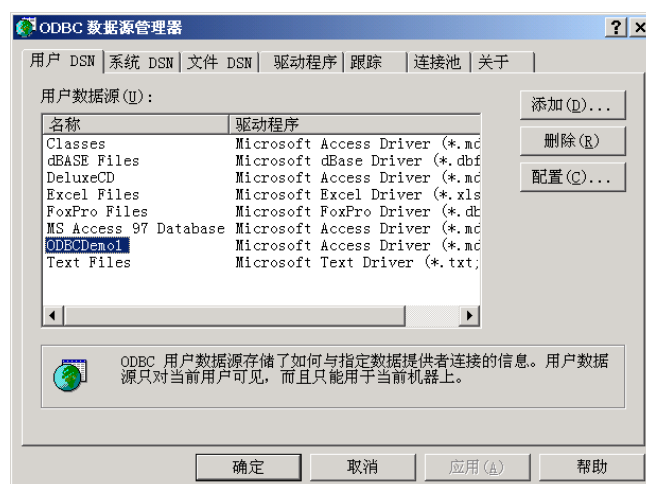 ODBC 数据源管理器
用户 DSN 系统 DSN 文件 DSN 驱动程序 跟踪 连接池 关于
用户数据源(U):
添加(D)...
删除(R)
配置(C)...
名称 驱动程序
Classes Microsoft Access Driver (*.md
dBASE Files Microsoft dBase Driver (*.dbf
DeluxeCD Microsoft Access Driver (*.md
Excel Files Microsoft Excel Driver (*.xls
FoxPro Files Microsoft FoxPro Driver (*.db
MS Access 97 Database Microsoft Access Driver (*.md
ODBCDemo1 Microsoft Access Driver (*.md
Text Files Microsoft Text Driver (*.txt;
ODBC 用户数据源存储了如何与指定数据提供者连接的信息。用户数据
源只对当前用户可见，而且只能用于当前机器上。
确定 取消 应用(A) 帮助